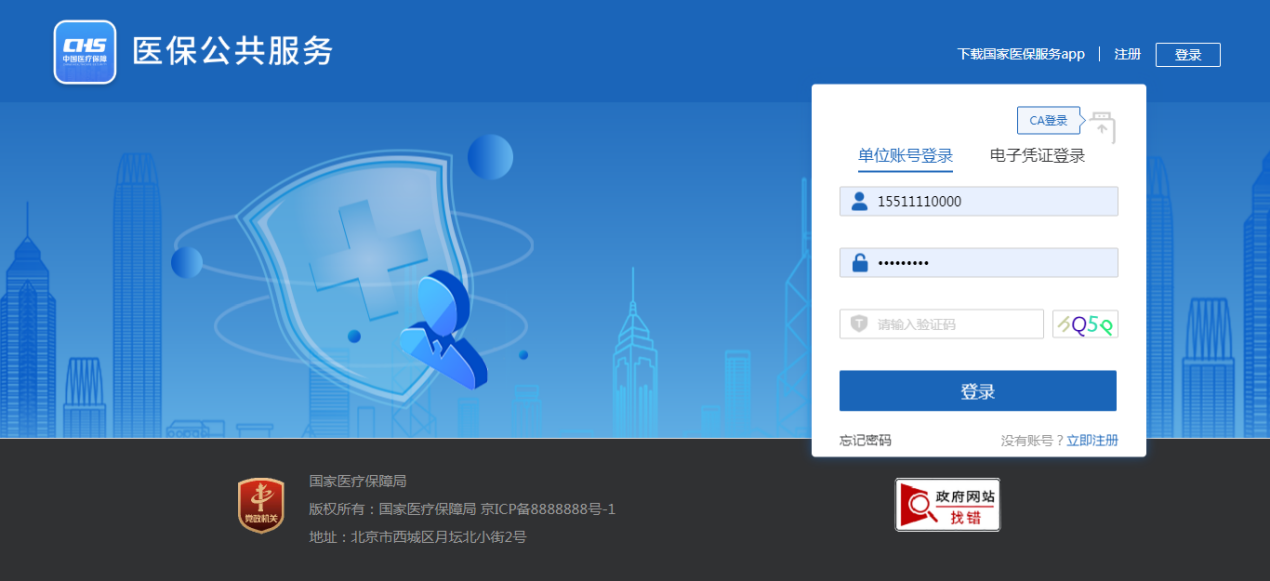 CHS
中国医疗保障
医保公共服务
下载国家医保服务app
注册
登录
CA登录
单位账号登录
电子凭证登录
15511110000
•••••••••
请输入验证码
登录
忘记密码
没有账号？立即注册
党政机关
国家医疗保障局
版权所有：国家医疗保障局 京ICP备8888888号-1
地址：北京市西城区月坛北小街2号
政府网站
找错